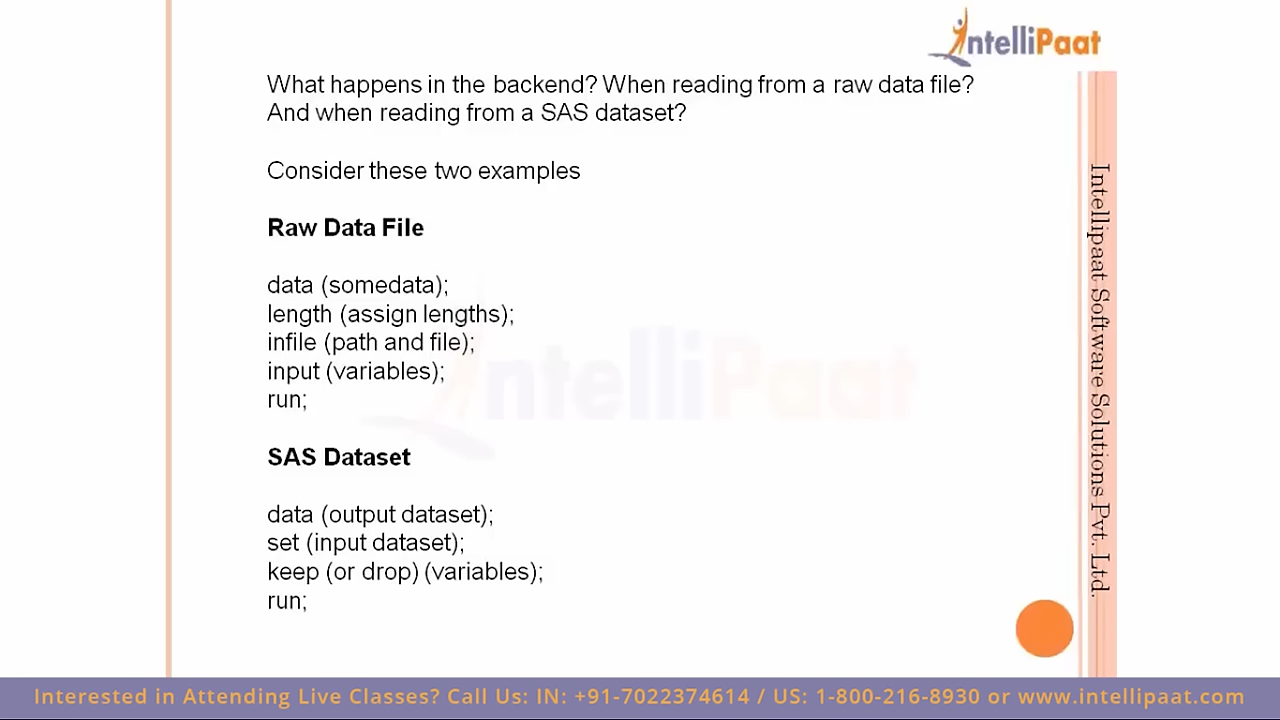 IntelliPaat
What happens in the backend? When reading from a raw data file?
And when reading from a SAS dataset?
Consider these two examples
Raw Data File
data (somedata);
length (assign lengths);
infile (path and file);
input (variables);
run;
IntelliPaat
SAS Dataset
data (output dataset);
set (input dataset);
keep (or drop) (variables);
run;
Intellipaat Software Solutions Pvt. Ltd.
Interested in Attending Live Classes? Call Us: IN: +91-7022374614 / US: 1-800-216-8930 or www.intellipaat.com